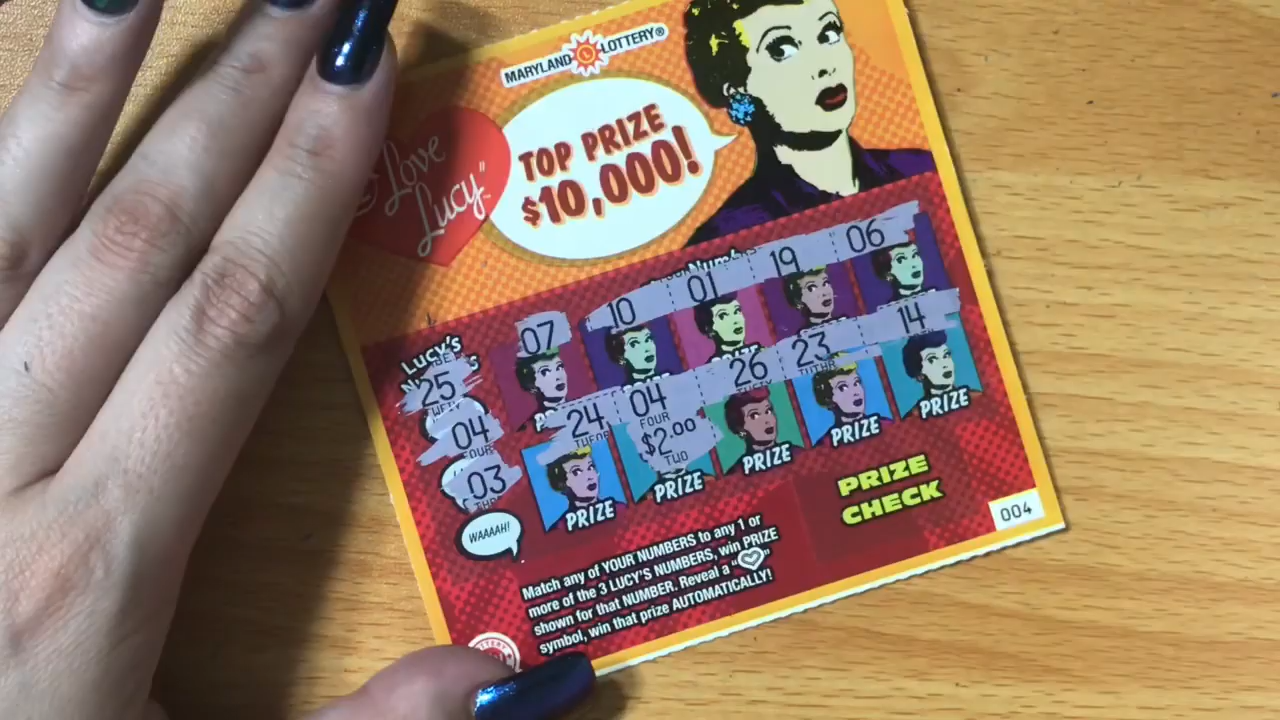 MARYLAND LOTTERY®
I Love
Lucy™
TOP PRIZE
$10,000!
Lucy's
25
04
FOUR
03
WAAAAH!
07 10 01 19 06
24 04 26 23 14
FOUR
$2.00
TWO
PRIZE PRIZE PRIZE PRIZE PRIZE
PRIZE
CHECK
004
Match any of YOUR NUMBERS to any 1 or
more of the 3 LUCY'S NUMBERS, win PRIZE
shown for that NUMBER. Reveal a " "
symbol, win that prize AUTOMATICALLY!